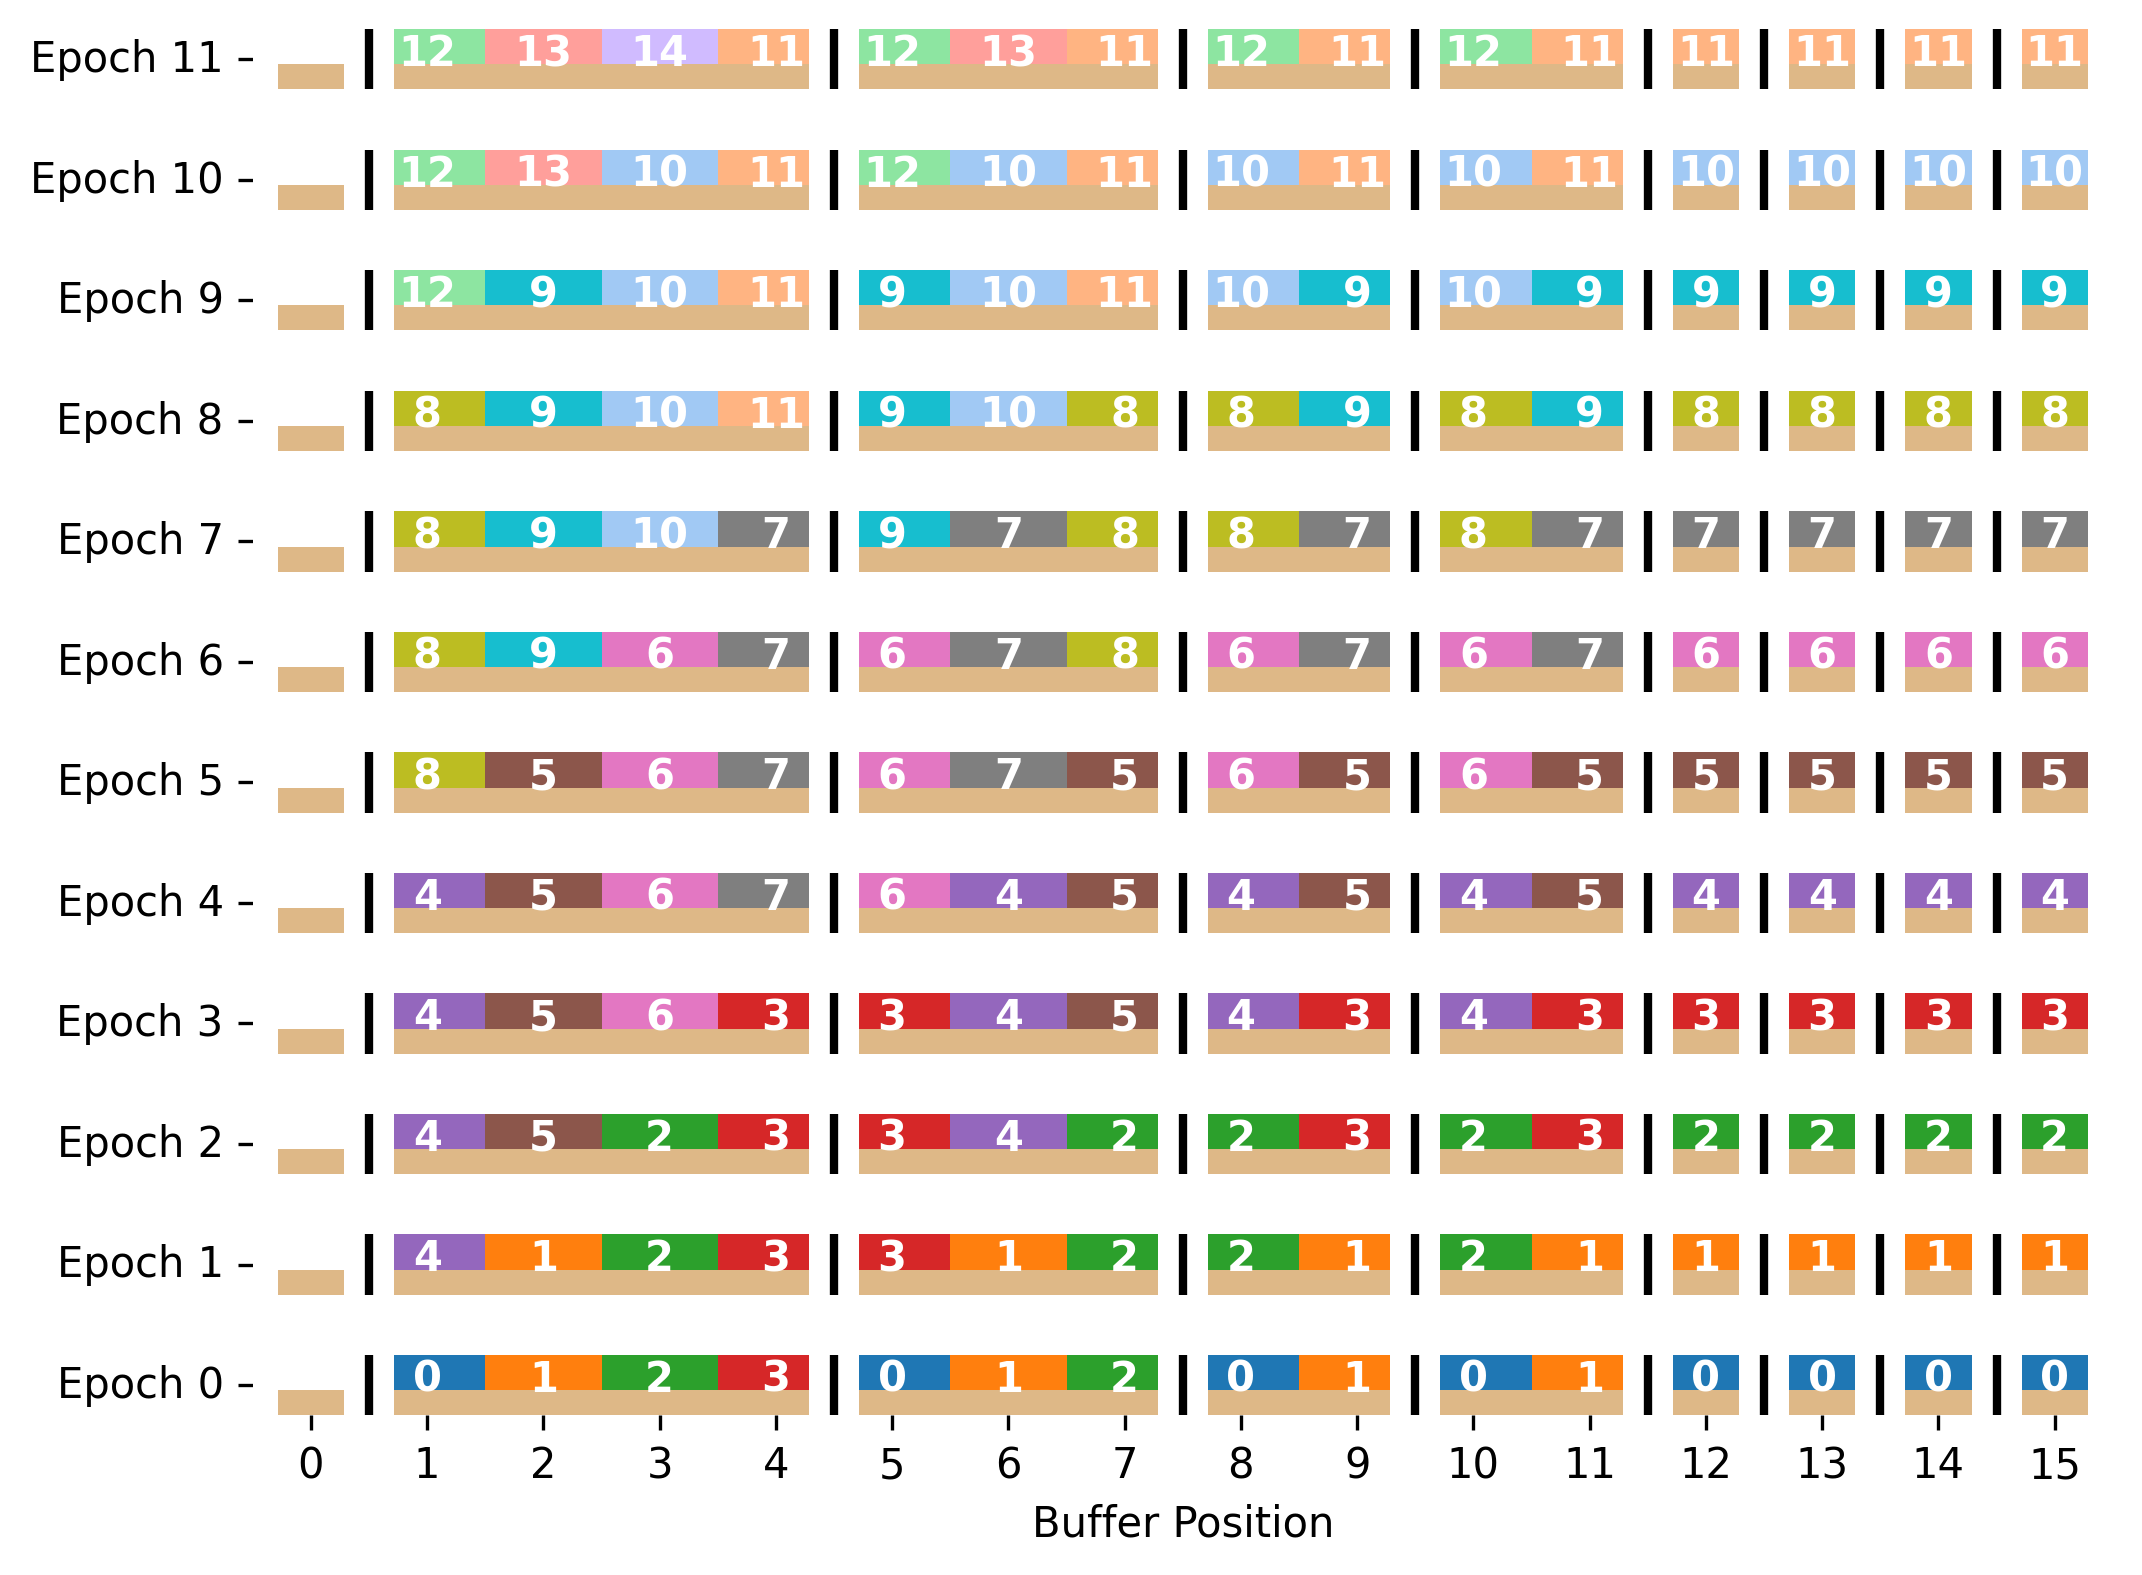 Epoch 11 12 13 14 11 12 13 11 12 11 12 11 11 11 11 11
Epoch 10 12 13 10 11 12 10 11 10 11 10 11 10 10 10 10
Epoch 9 12 9 10 11 9 10 11 10 9 10 9 9 9 9 9
Epoch 8 8 9 10 11 9 10 8 8 9 8 9 8 8 8 8
Epoch 7 8 9 10 7 9 7 8 8 7 8 7 7 7 7 7
Epoch 6 8 9 6 7 6 7 8 6 7 6 7 6 6 6 6
Epoch 5 8 5 6 7 6 7 5 6 5 6 5 5 5 5 5
Epoch 4 4 5 6 7 6 4 5 4 5 4 5 4 4 4 4
Epoch 3 4 5 6 3 3 4 5 4 3 4 3 3 3 3 3
Epoch 2 4 5 2 3 3 4 2 2 3 2 3 2 2 2 2
Epoch 1 4 1 2 3 3 1 2 2 1 2 1 1 1 1 1
Epoch 0 0 1 2 3 0 1 2 0 1 0 1 0 0 0 0
0 1 2 3 4 5 6 7 8 9 10 11 12 13 14 15
Buffer Position